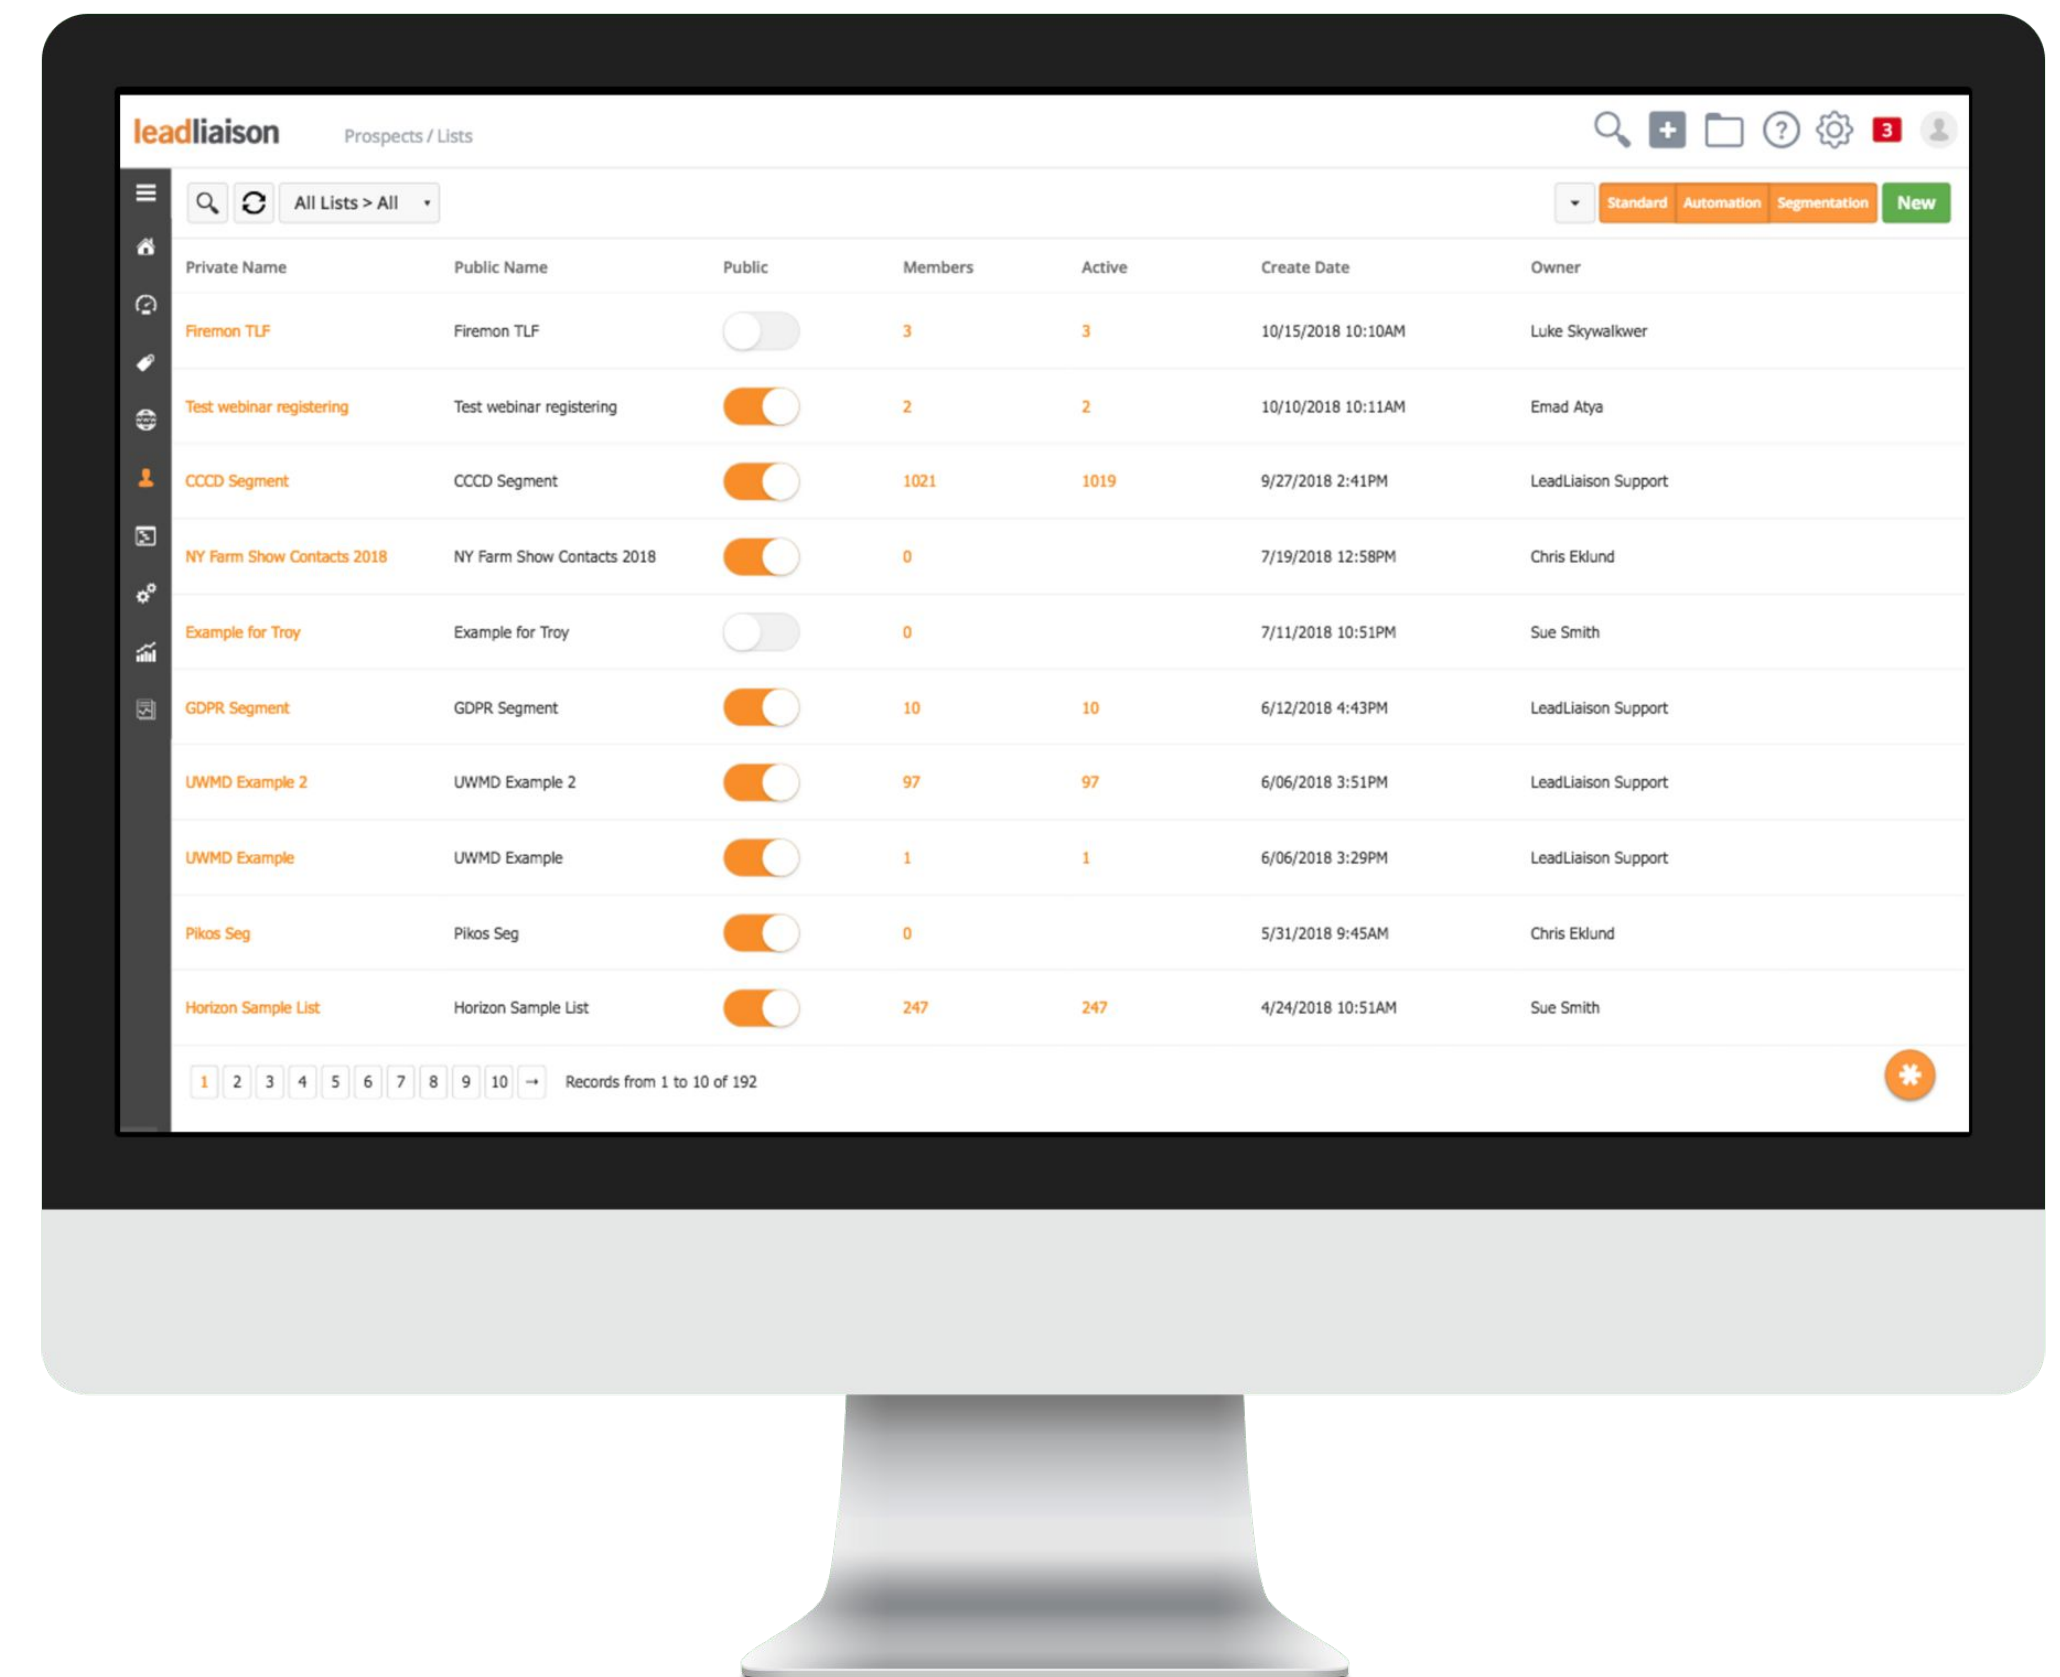 leadliaison Prospects / Lists 3
All Lists > All Standard Automation Segmentation New
Private Name Public Name Public Members Active Create Date Owner
Firemon TLF Firemon TLF 3 3 10/15/2018 10:10AM Luke Skywalkwer
Test webinar registering Test webinar registering 2 2 10/10/2018 10:11AM Emad Atya
CCCD Segment CCCD Segment 1021 1019 9/27/2018 2:41PM LeadLiaison Support
NY Farm Show Contacts 2018 NY Farm Show Contacts 2018 0 7/19/2018 12:58PM Chris Eklund
Example for Troy Example for Troy 0 7/11/2018 10:51PM Sue Smith
GDPR Segment GDPR Segment 10 10 6/12/2018 4:43PM LeadLiaison Support
UWMD Example 2 UWMD Example 2 97 97 6/06/2018 3:51PM LeadLiaison Support
UWMD Example UWMD Example 1 1 6/06/2018 3:29PM LeadLiaison Support
Pikos Seg Pikos Seg 0 5/31/2018 9:45AM Chris Eklund
Horizon Sample List Horizon Sample List 247 247 4/24/2018 10:51AM Sue Smith
1 2 3 4 5 6 7 8 9 10 → Records from 1 to 10 of 192